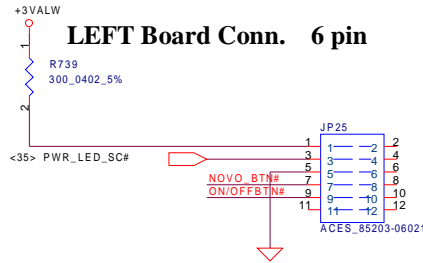 +3VALW
LEFT Board Conn. 6 pin
1
R739
300_0402_5%
2
JP25
1 1 2 2
<35> PWR_LED_SC# 3 3 4 4
5 5 6 6
NOVO_BTN# 7 7 8 8
ON/OFFBTN# 9 9 10 10
11 11 12 12
ACES_85203-06021